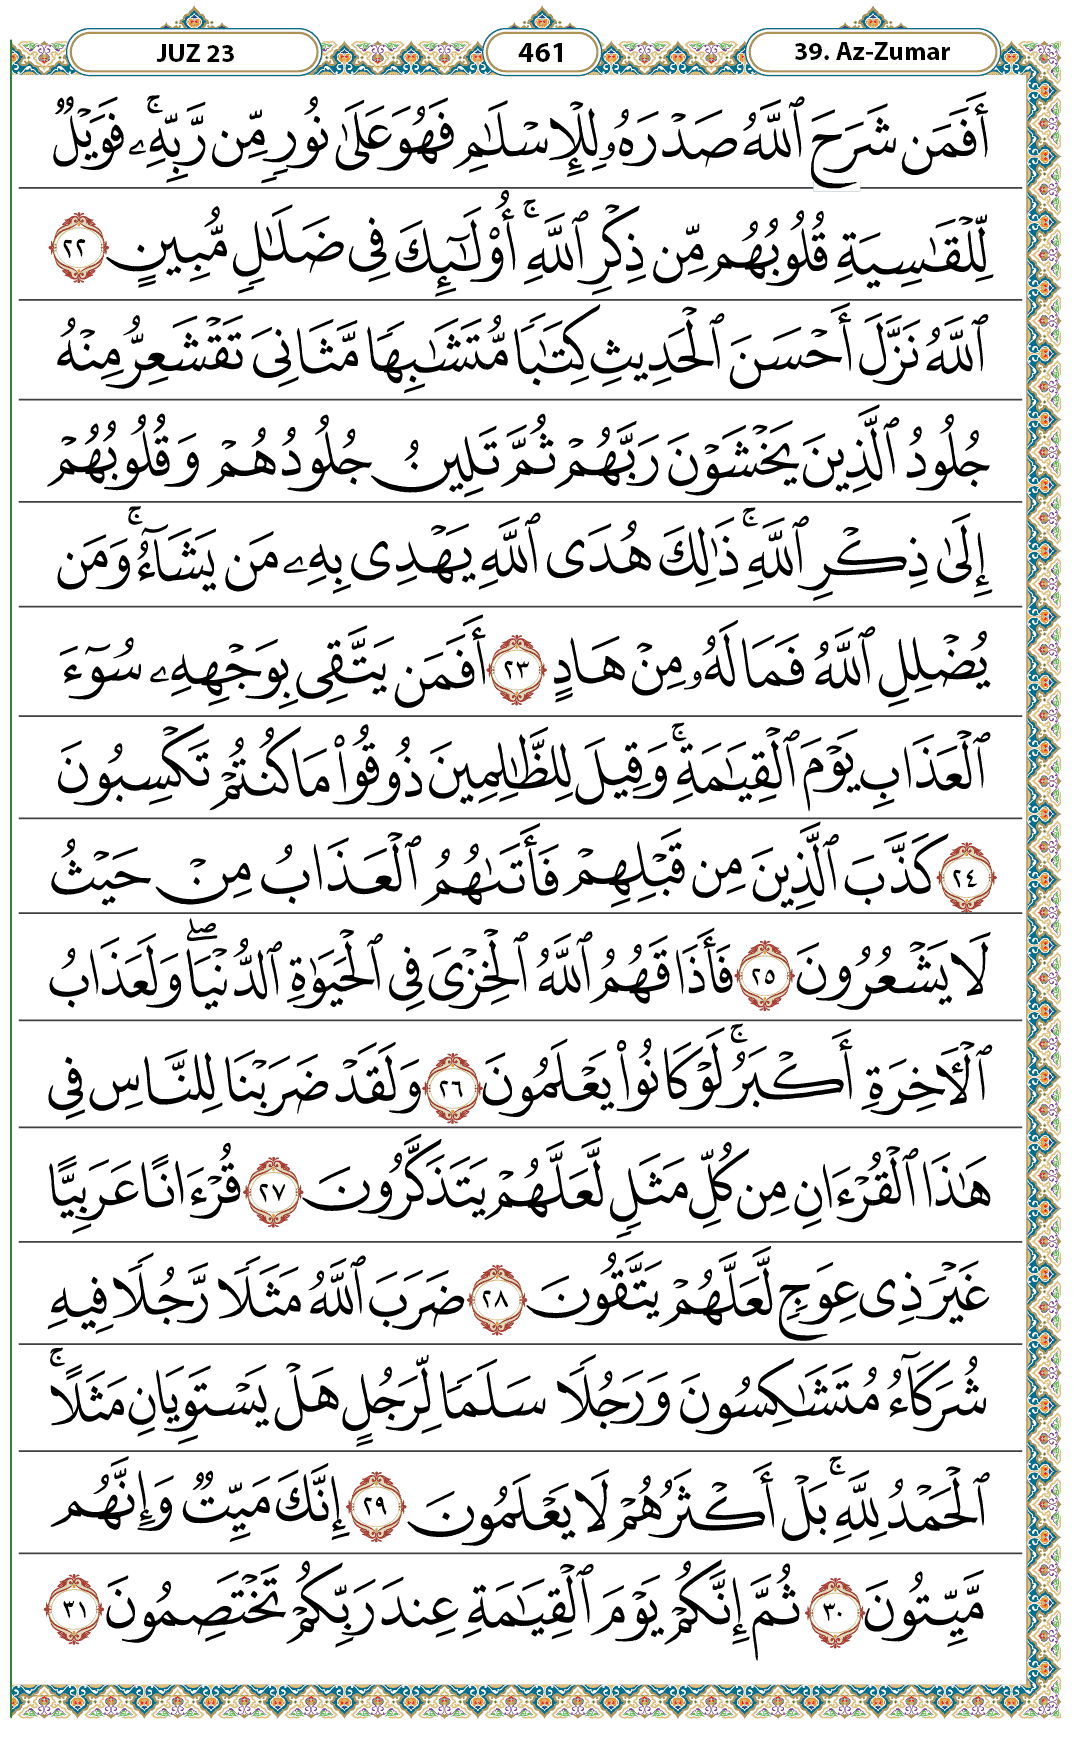 JUZ 23 461 39. Az-Zumar
أَفَمَن شَرَحَ ٱللَّهُ صَدْرَهُۥ لِلْإِسْلَٰمِ فَهُوَ عَلَىٰ نُورٍ مِّن رَّبِّهِۦ ۚ فَوَيْلٌ
لِّلْقَٰسِيَةِ قُلُوبُهُم مِّن ذِكْرِ ٱللَّهِ ۚ أُو۟لَٰٓئِكَ فِى ضَلَٰلٍ مُّبِينٍ ٢٢
ٱللَّهُ نَزَّلَ أَحْسَنَ ٱلْحَدِيثِ كِتَٰبًا مُّتَشَٰبِهًا مَّثَانِىَ تَقْشَعِرُّ مِنْهُ
جُلُودُ ٱلَّذِينَ يَخْشَوْنَ رَبَّهُمْ ثُمَّ تَلِينُ جُلُودُهُمْ وَقُلُوبُهُمْ
إِلَىٰ ذِكْرِ ٱللَّهِ ۚ ذَٰلِكَ هُدَى ٱللَّهِ يَهْدِى بِهِۦ مَن يَشَآءُ ۚ وَمَن
يُضْلِلِ ٱللَّهُ فَمَا لَهُۥ مِنْ هَادٍ ٢٣ أَفَمَن يَتَّقِى بِوَجْهِهِۦ سُوٓءَ
ٱلْعَذَابِ يَوْمَ ٱلْقِيَٰمَةِ ۚ وَقِيلَ لِلظَّٰلِمِينَ ذُوقُوا۟ مَا كُنتُمْ تَكْسِبُونَ
٢٤ كَذَّبَ ٱلَّذِينَ مِن قَبْلِهِمْ فَأَتَىٰهُمُ ٱلْعَذَابُ مِنْ حَيْثُ
لَا يَشْعُرُونَ ٢٥ فَأَذَاقَهُمُ ٱللَّهُ ٱلْخِزْىَ فِى ٱلْحَيَوٰةِ ٱلدُّنْيَا ۖ وَلَعَذَابُ
ٱلْءَاخِرَةِ أَكْبَرُ ۚ لَوْ كَانُوا۟ يَعْلَمُونَ ٢٦ وَلَقَدْ ضَرَبْنَا لِلنَّاسِ فِى
هَٰذَا ٱلْقُرْءَانِ مِن كُلِّ مَثَلٍ لَّعَلَّهُمْ يَتَذَكَّرُونَ ٢٧ قُرْءَانًا عَرَبِيًّا
غَيْرَ ذِى عِوَجٍ لَّعَلَّهُمْ يَتَّقُونَ ٢٨ ضَرَبَ ٱللَّهُ مَثَلًا رَّجُلًا فِيهِ
شُرَكَآءُ مُتَشَٰكِسُونَ وَرَجُلًا سَلَمًا لِّرَجُلٍ هَلْ يَسْتَوِيَانِ مَثَلًا ۚ
ٱلْحَمْدُ لِلَّهِ ۚ بَلْ أَكْثَرُهُمْ لَا يَعْلَمُونَ ٢٩ إِنَّكَ مَيِّتٌ وَإِنَّهُم
مَّيِّتُونَ ٣٠ ثُمَّ إِنَّكُمْ يَوْمَ ٱلْقِيَٰمَةِ عِندَ رَبِّكُمْ تَخْتَصِمُونَ ٣١